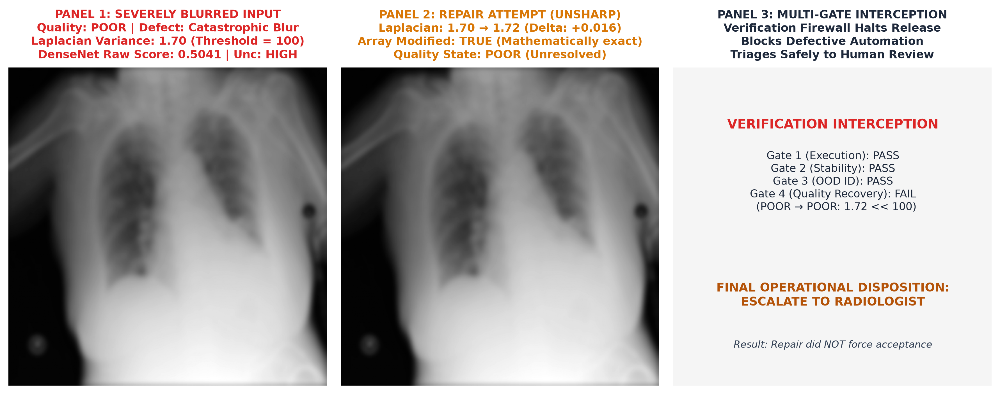 PANEL 1: SEVERELY BLURRED INPUT
Quality: POOR | Defect: Catastrophic Blur
Laplacian Variance: 1.70 (Threshold = 100)
DenseNet Raw Score: 0.5041 | Unc: HIGH
PANEL 2: REPAIR ATTEMPT (UNSHARP)
Laplacian: 1.70 → 1.72 (Delta: +0.016)
Array Modified: TRUE (Mathematically exact)
Quality State: POOR (Unresolved)
PANEL 3: MULTI-GATE INTERCEPTION
Verification Firewall Halts Release
Blocks Defective Automation
Triages Safely to Human Review
VERIFICATION INTERCEPTION
Gate 1 (Execution): PASS
Gate 2 (Stability): PASS
Gate 3 (OOD ID): PASS
Gate 4 (Quality Recovery): FAIL
(POOR → POOR: 1.72 << 100)
FINAL OPERATIONAL DISPOSITION:
ESCALATE TO RADIOLOGIST
Result: Repair did NOT force acceptance